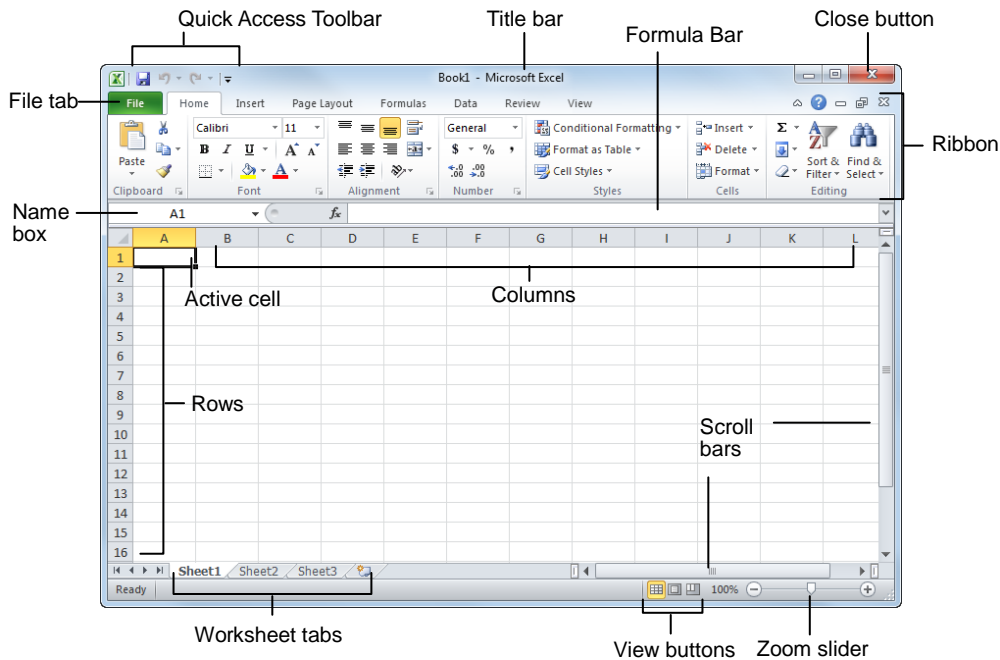 Quick Access Toolbar
Title bar
Formula Bar
Close button
Book1 - Microsoft Excel
File tab
File Home Insert Page Layout Formulas Data Review View
Calibri 11 General Conditional Formatting Insert Σ
Ribbon
B I U A A $ % , Format as Table Delete
Paste A .00 .0 Cell Styles Format Sort & Filter Find & Select
Clipboard Font Alignment Number Styles Cells Editing
Name box
A1 fx
A B C D E F G H I J K L
1
2
Active cell
Columns
3
4
5
6
7
8
Rows
9
Scroll bars
10
11
12
13
14
15
16
Sheet1 Sheet2 Sheet3
Ready 100%
Worksheet tabs
View buttons
Zoom slider